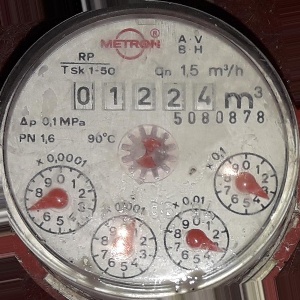 METRON ®
A-V
B-H
RP
Tsk 1-50
qn 1,5 m³/h
01224 m³
5080878
Δp 0,1MPa
PN 1,6 90°C
x 0,0001
x 0,001
x 0,01
x 0,1